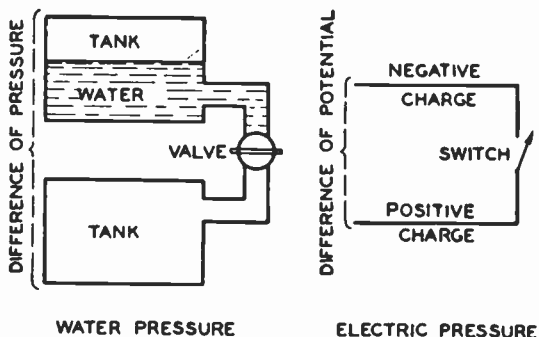 DIFFERENCE OF PRESSURE
TANK
WATER
VALVE
TANK
WATER PRESSURE
DIFFERENCE OF POTENTIAL
NEGATIVE
CHARGE
SWITCH
POSITIVE
CHARGE
ELECTRIC PRESSURE